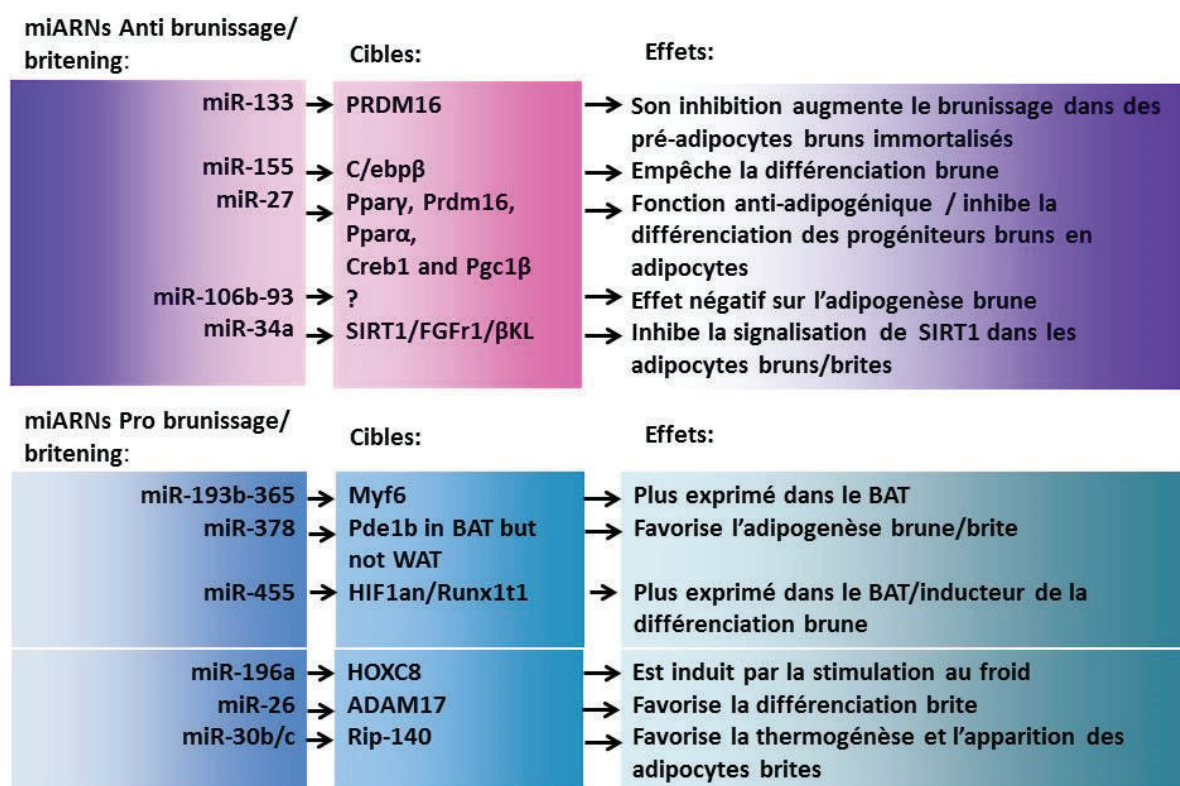 miARNs Anti brunissage/
britening:
Cibles:
Effets:
miR-133
PRDM16
Son inhibition augmente le brunissage dans des
pré-adipocytes bruns immortalisés
miR-155
C/ebpβ
Empêche la différenciation brune
miR-27
Pparγ, Prdm16,
Pparα,
Creb1 and Pgc1β
Fonction anti-adipogénique / inhibe la
différenciation des progéniteurs bruns en
adipocytes
miR-106b-93
?
Effet négatif sur l'adipogenèse brune
miR-34a
SIRT1/FGFr1/βKL
Inhibe la signalisation de SIRT1 dans les
adipocytes bruns/brites
miARNs Pro brunissage/
britening:
Cibles:
Effets:
miR-193b-365
Myf6
Plus exprimé dans le BAT
miR-378
Pde1b in BAT but
not WAT
Favorise l'adipogenèse brune/brite
miR-455
HIF1an/Runx1t1
Plus exprimé dans le BAT/inducteur de la
différenciation brune
miR-196a
HOXC8
Est induit par la stimulation au froid
miR-26
ADAM17
Favorise la différenciation brite
miR-30b/c
Rip-140
Favorise la thermogénèse et l'apparition des
adipocytes brites